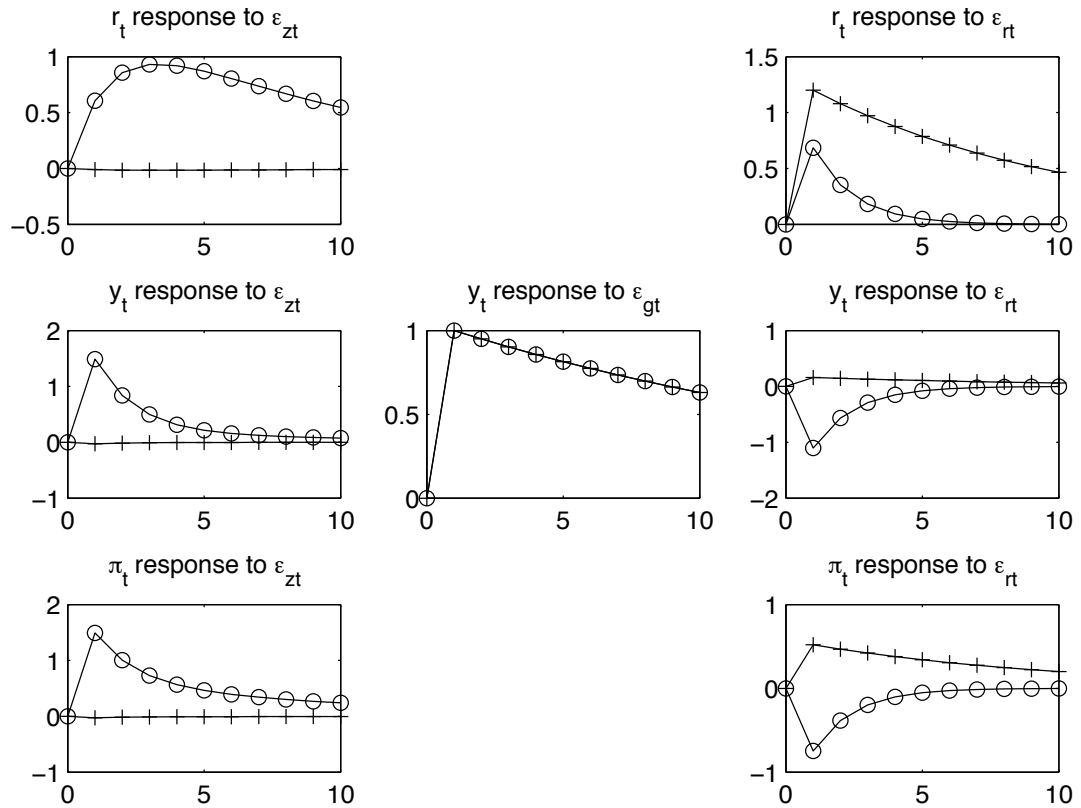 r_t response to ε_zt
1
0.5
0
−0.5
0 5 10
r_t response to ε_rt
1.5
1
0.5
0
0 5 10
y_t response to ε_zt
2
1
0
−1
0 5 10
y_t response to ε_gt
1
0.5
0
0 5 10
y_t response to ε_rt
1
0
−1
−2
0 5 10
π_t response to ε_zt
2
1
0
−1
0 5 10
π_t response to ε_rt
1
0
−1
0 5 10